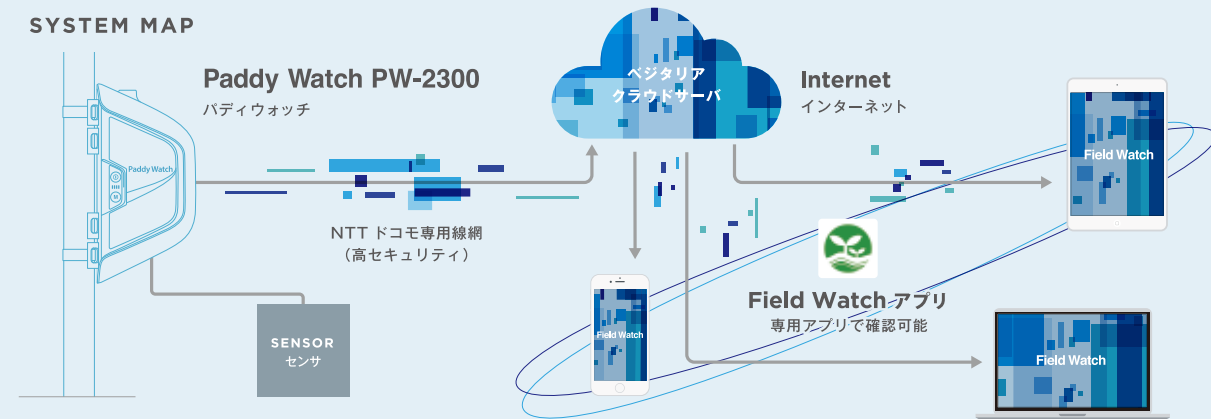 SYSTEM MAP
Paddy Watch PW-2300
パディウォッチ
Paddy Watch
M
NTT ドコモ専用線網
（高セキュリティ）
SENSOR
センサ
ベジタリア
クラウドサーバ
Internet
インターネット
Field Watch
Field Watch アプリ
専用アプリで確認可能
Field Watch
Field Watch